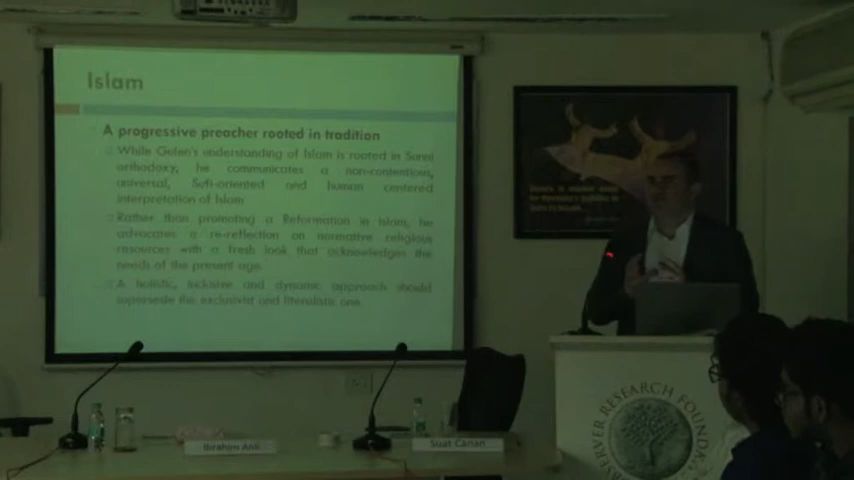 Islam
A progressive preacher rooted in tradition
While Gulen's understanding of Islam is rooted in Sunni
orthodoxy, he communicates a non-contentious,
universal, Sufi-oriented and human centered
interpretation of Islam
Rather than promoting a Reformation in Islam, he
advocates a re-reflection on normative religious
resources with a fresh look that acknowledges the
needs of the present age
A holistic, inclusive and dynamic approach should
supersede the exclusivist and literalistic one.
Ibrahim
Suat Canan
OBSERVER RESEARCH FOUNDA